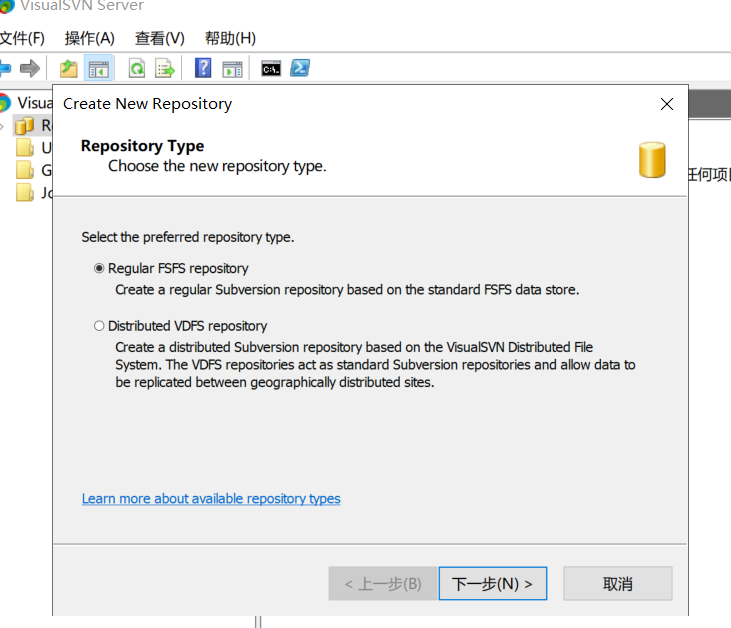 VisualSVN Server
文件(F) 操作(A) 查看(V) 帮助(H)
Visua
Create New Repository
R
Repository Type
U
Choose the new repository type.
G
任何项目
Jo
Select the preferred repository type.
Regular FSFS repository
Create a regular Subversion repository based on the standard FSFS data store.
Distributed VDFS repository
Create a distributed Subversion repository based on the VisualSVN Distributed File
System. The VDFS repositories act as standard Subversion repositories and allow data to
be replicated between geographically distributed sites.
Learn more about available repository types
< 上一步(B) 下一步(N) > 取消